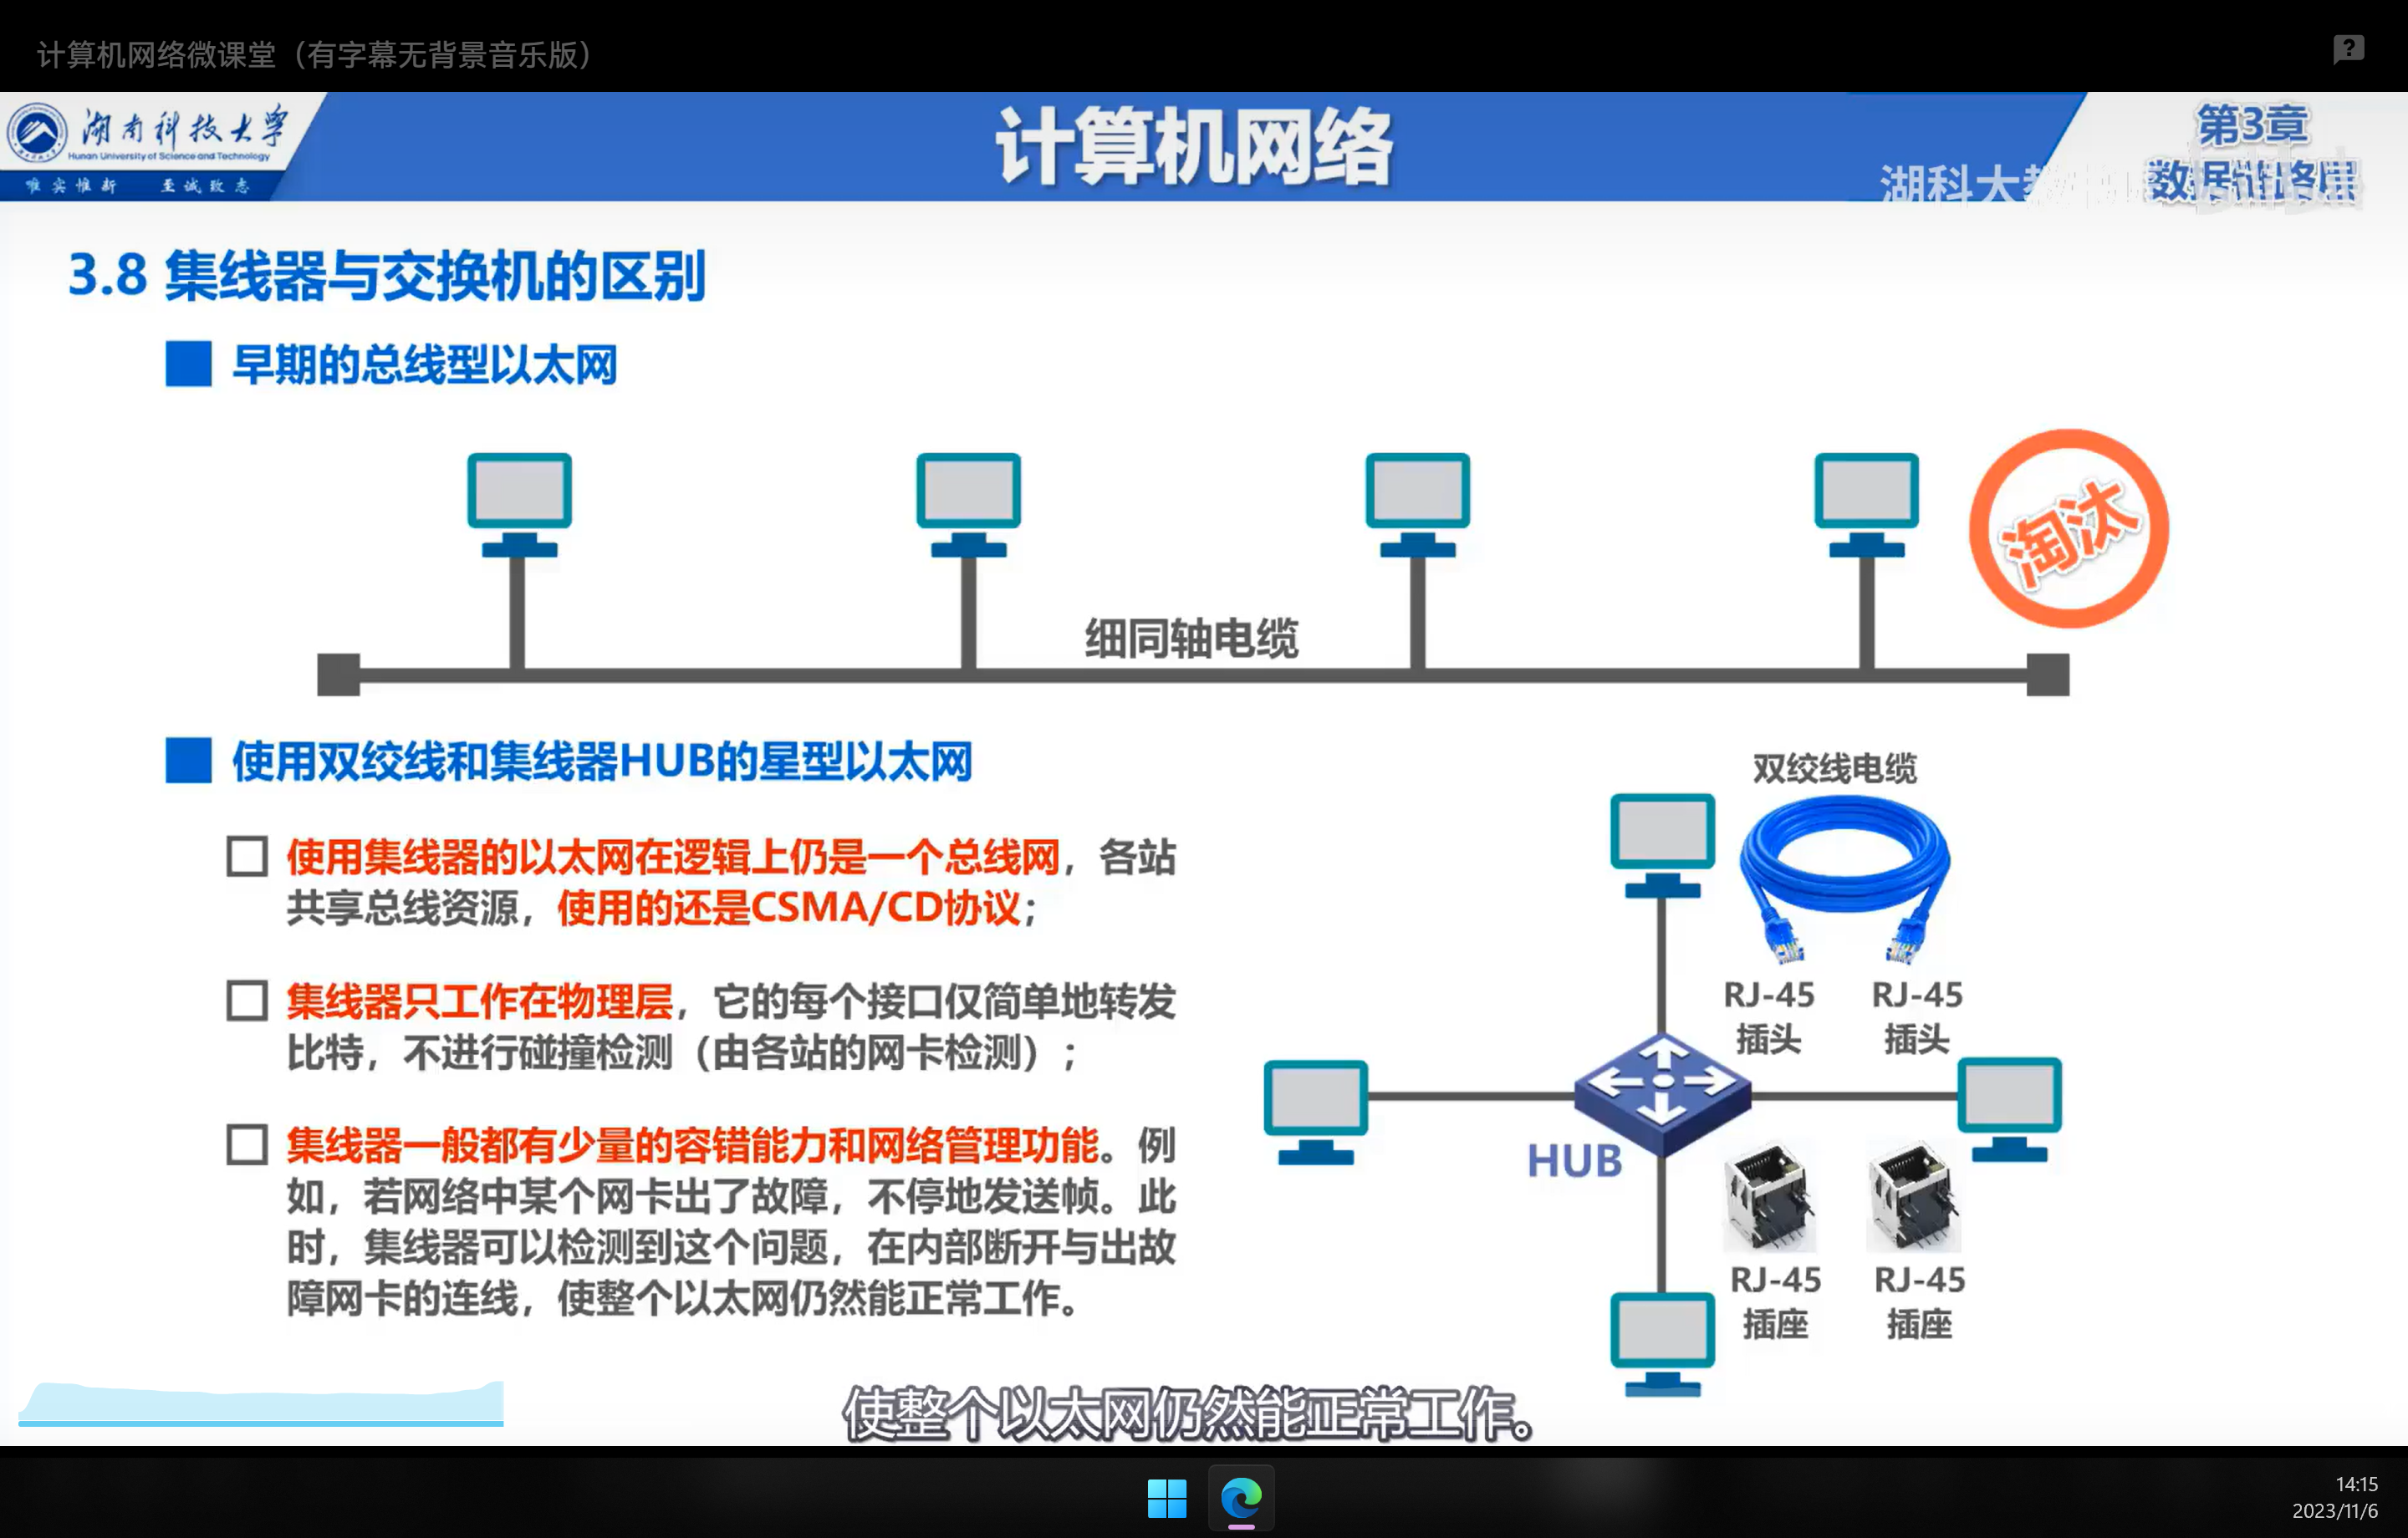 计算机网络微课堂（有字幕无背景音乐版）
湖南科技大学
Hunan University of Science and Technology
唯实惟新 至诚致志
计算机网络
第3章
数据链路层
湖科大教
3.8 集线器与交换机的区别
早期的总线型以太网
淘汰
细同轴电缆
使用双绞线和集线器HUB的星型以太网
使用集线器的以太网在逻辑上仍是一个总线网，各站
共享总线资源，使用的还是CSMA/CD协议；
集线器只工作在物理层，它的每个接口仅简单地转发
比特，不进行碰撞检测（由各站的网卡检测）；
集线器一般都有少量的容错能力和网络管理功能。例
如，若网络中某个网卡出了故障，不停地发送帧。此
时，集线器可以检测到这个问题，在内部断开与出故
障网卡的连线，使整个以太网仍然能正常工作。
双绞线电缆
RJ-45 RJ-45
插头 插头
HUB
RJ-45 RJ-45
插座 插座
使整个以太网仍然能正常工作。
14:15
2023/11/6